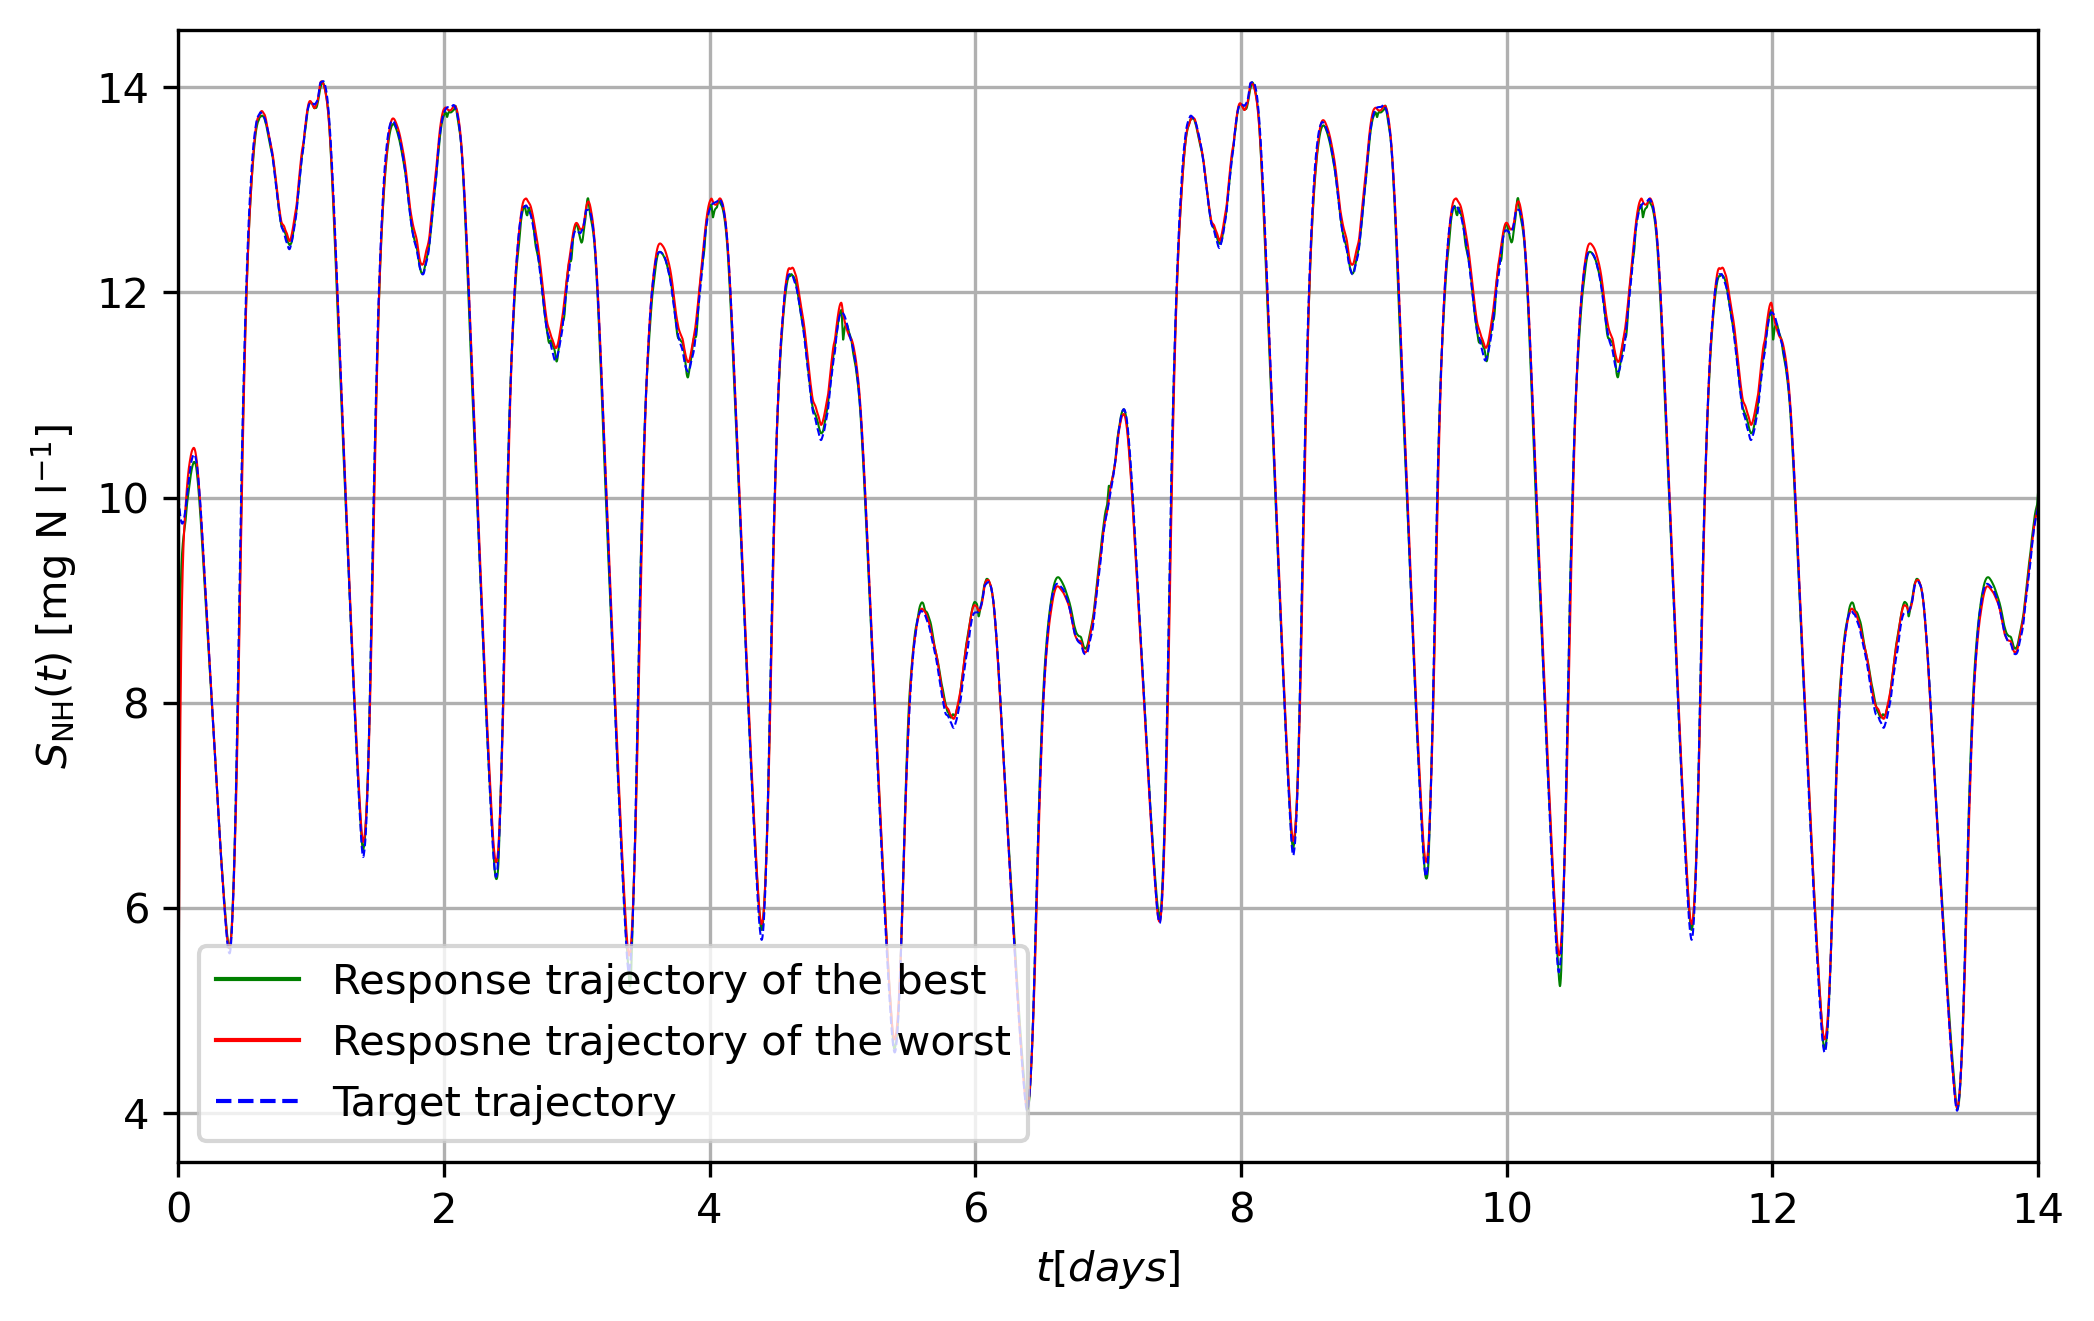 14
12
10
8
6
4
S_NH(t) [mg N l⁻¹]
Response trajectory of the best
Resposne trajectory of the worst
Target trajectory
0 2 4 6 8 10 12 14
t[days]